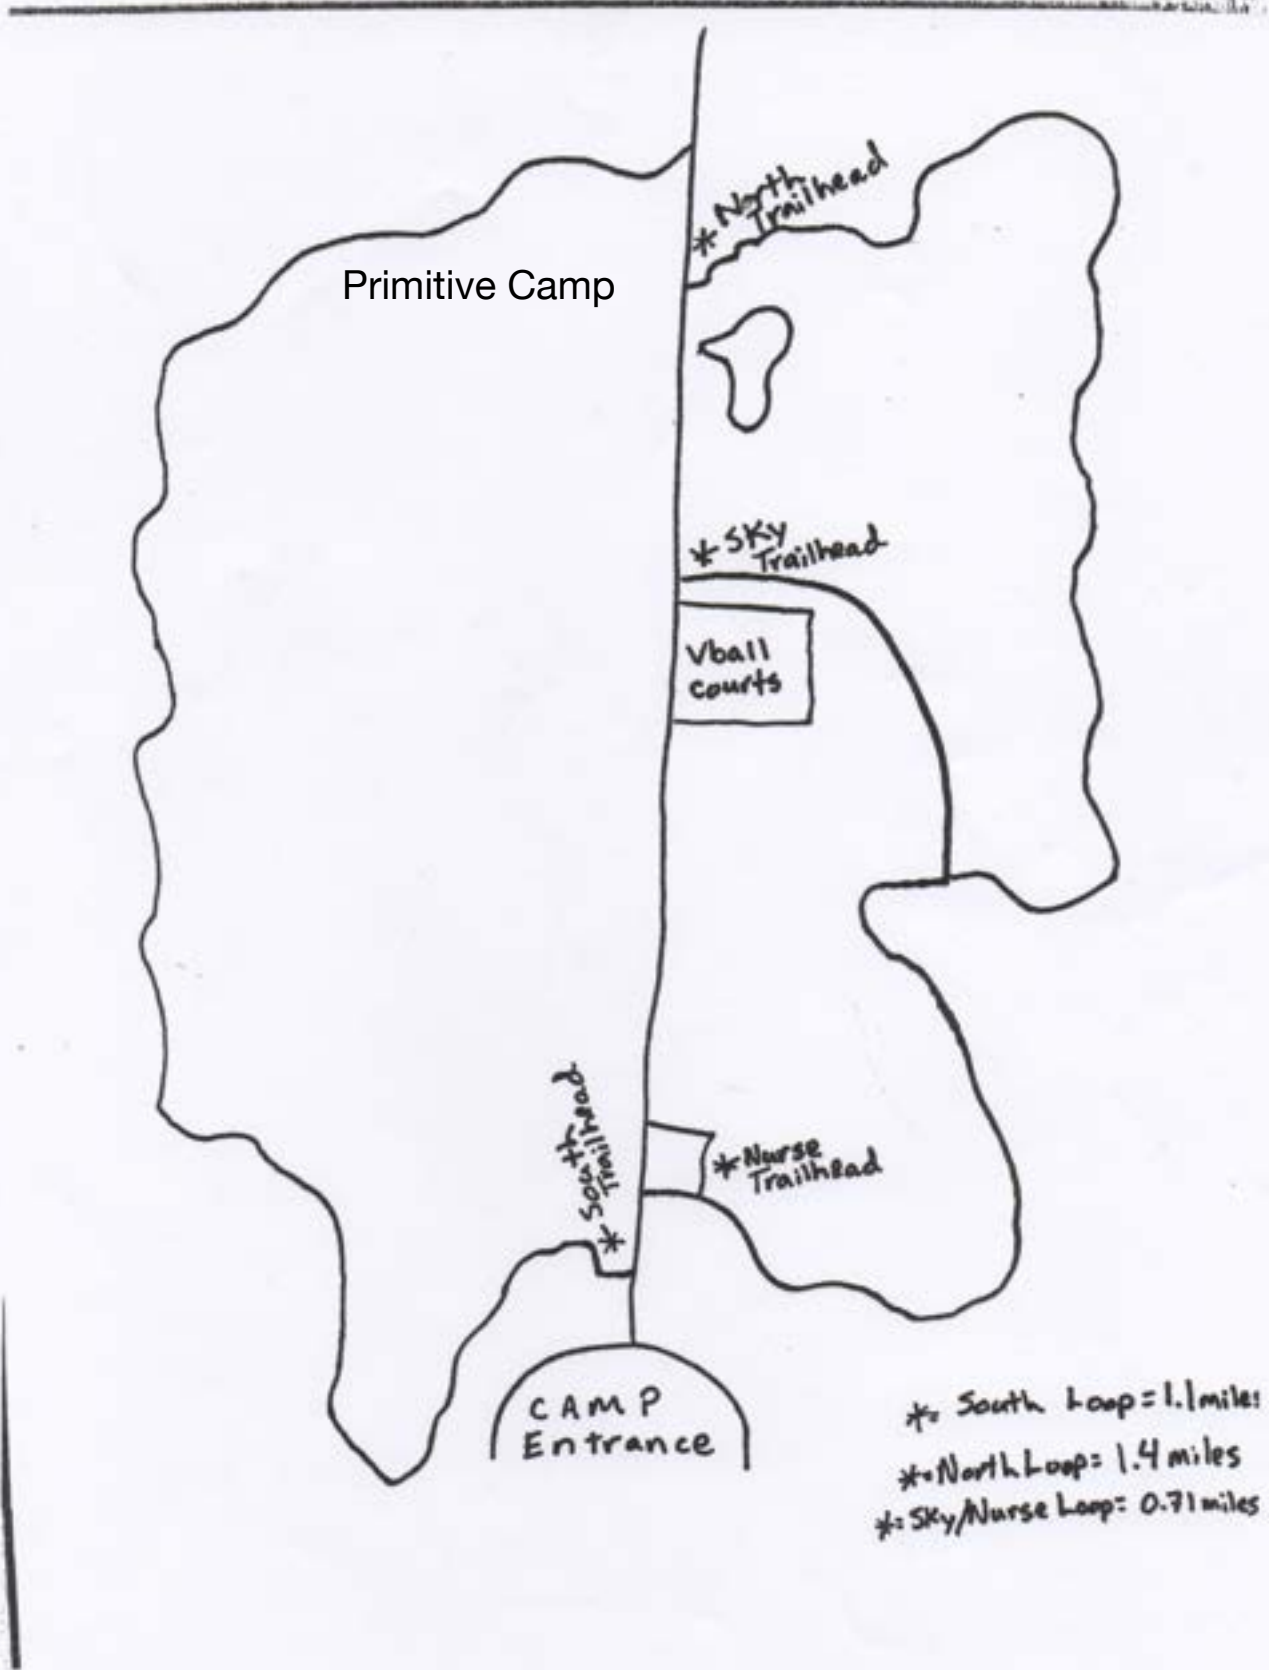 North
Trailhead
Primitive Camp
Sky
Trailhead
Vball
courts
South
Trailhead
Nurse
Trailhead
CAMP
Entrance
*= South Loop = 1.1 miles
*= North Loop = 1.4 miles
*= Sky/Nurse Loop = 0.71 miles